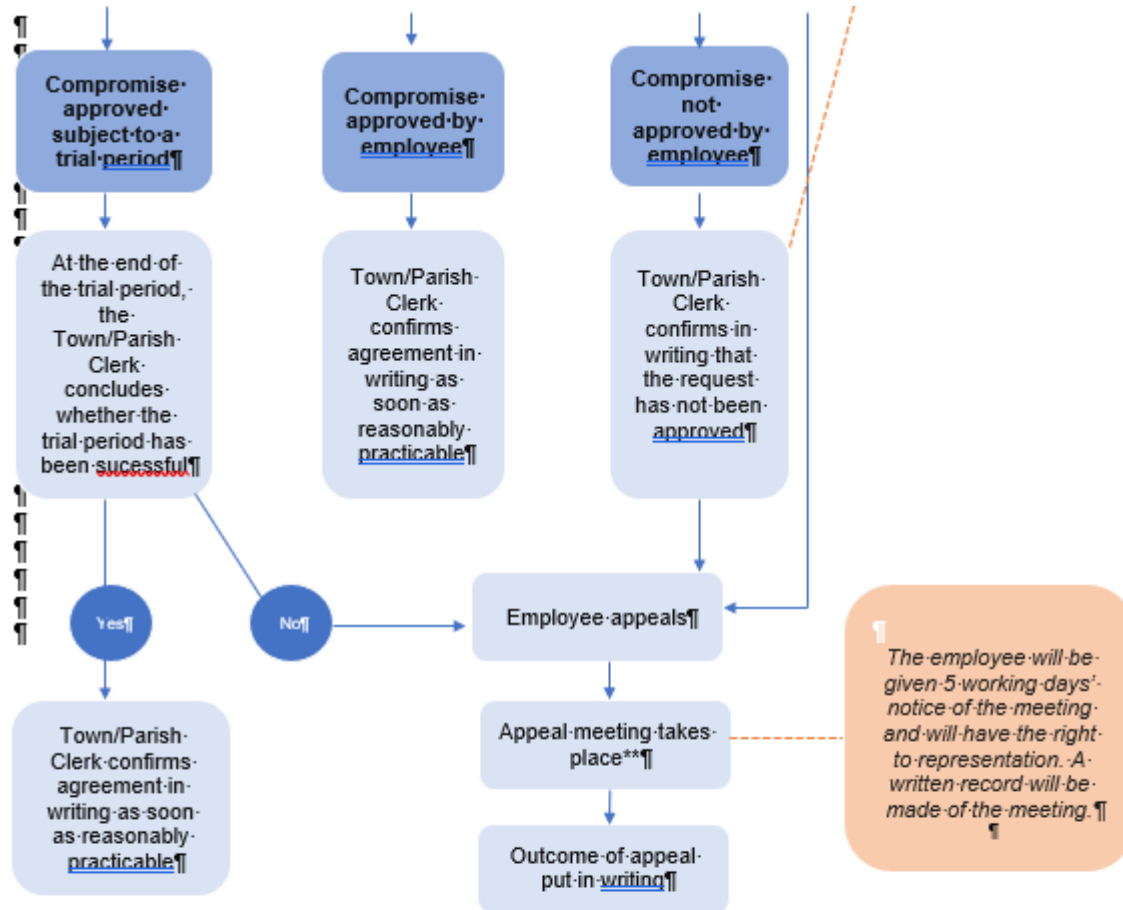 Compromise
approved
subject to a
trial period¶
Compromise
approved by
employee¶
Compromise
not
approved by
employee¶
At the end of
the trial period,
the
Town/Parish
Clerk
concludes
whether the
trial period has
been sucessful¶
Town/Parish
Clerk
confirms
agreement in
writing as
soon as
reasonably
practicable¶
Town/Parish
Clerk
confirms in
writing that
the request
has not been
approved¶
Yes¶
No¶
Employee appeals¶
Town/Parish
Clerk confirms
agreement in
writing as soon
as reasonably
practicable¶
Appeal meeting takes
place**¶
Outcome of appeal
put in writing¶
¶
The employee will be
given 5 working days'
notice of the meeting
and will have the right
to representation. A
written record will be
made of the meeting.¶
¶